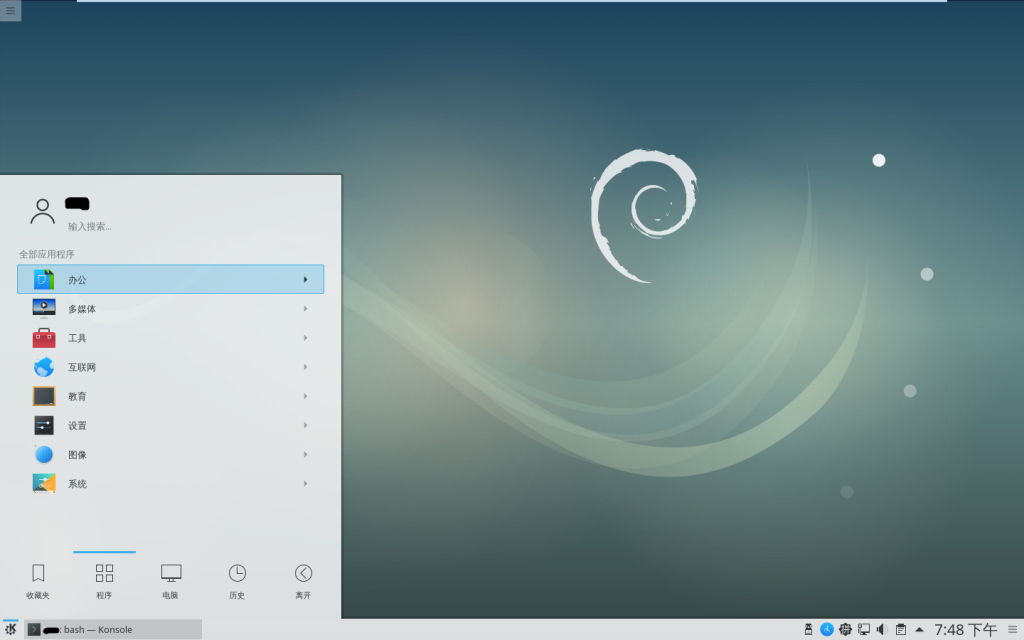 输入搜索...
全部应用程序
办公
多媒体
工具
互联网
教育
设置
图像
系统
收藏夹 程序 电脑 历史 离开
: bash — Konsole 7:48 下午